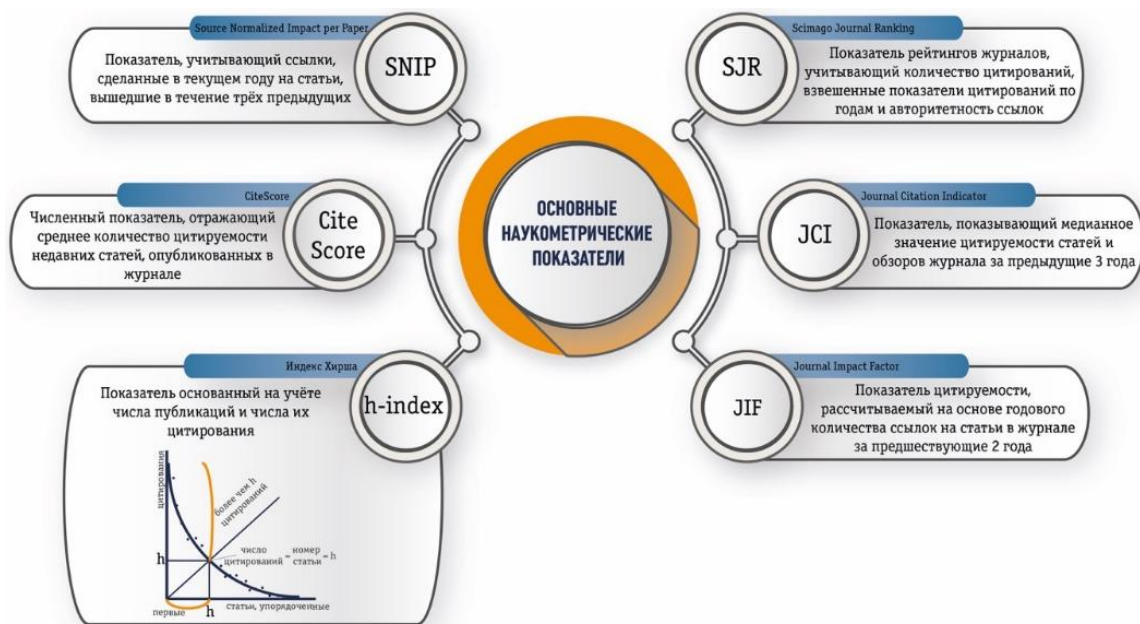 Source Normalized Impact per Paper
SNIP
Показатель, учитывающий ссылки,
сделанные в текущем году на статьи,
вышедшие в течение трёх предыдущих
CiteScore
Cite
Score
Численный показатель, отражающий
среднее количество цитируемости
недавних статей, опубликованных в
журнале
Индекс Хирша
h-index
Показатель основанный на учёте
числа публикаций и числа их
цитирования
цитирования
более чем h
цитирований
число
цитирований
=
номер
статьи
= h
h
первые
h
статьи, упорядоченные
ОСНОВНЫЕ
НАУКОМЕТРИЧЕСКИЕ
ПОКАЗАТЕЛИ
Scimago Journal Ranking
SJR
Показатель рейтингов журналов,
учитывающий количество цитирований,
взвешенные показатели цитирований по
годам и авторитетность ссылок
Journal Citation Indicator
JCI
Показатель, показывающий медианное
значение цитируемости статей и
обзоров журнала за предыдущие 3 года
Journal Impact Factor
JIF
Показатель цитируемости,
рассчитываемый на основе годового
количества ссылок на статьи в журнале
за предшествующие 2 года